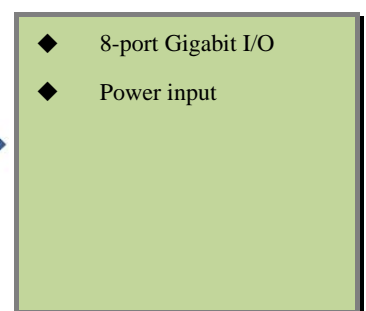 ◆ 8-port Gigabit I/O
◆ Power input